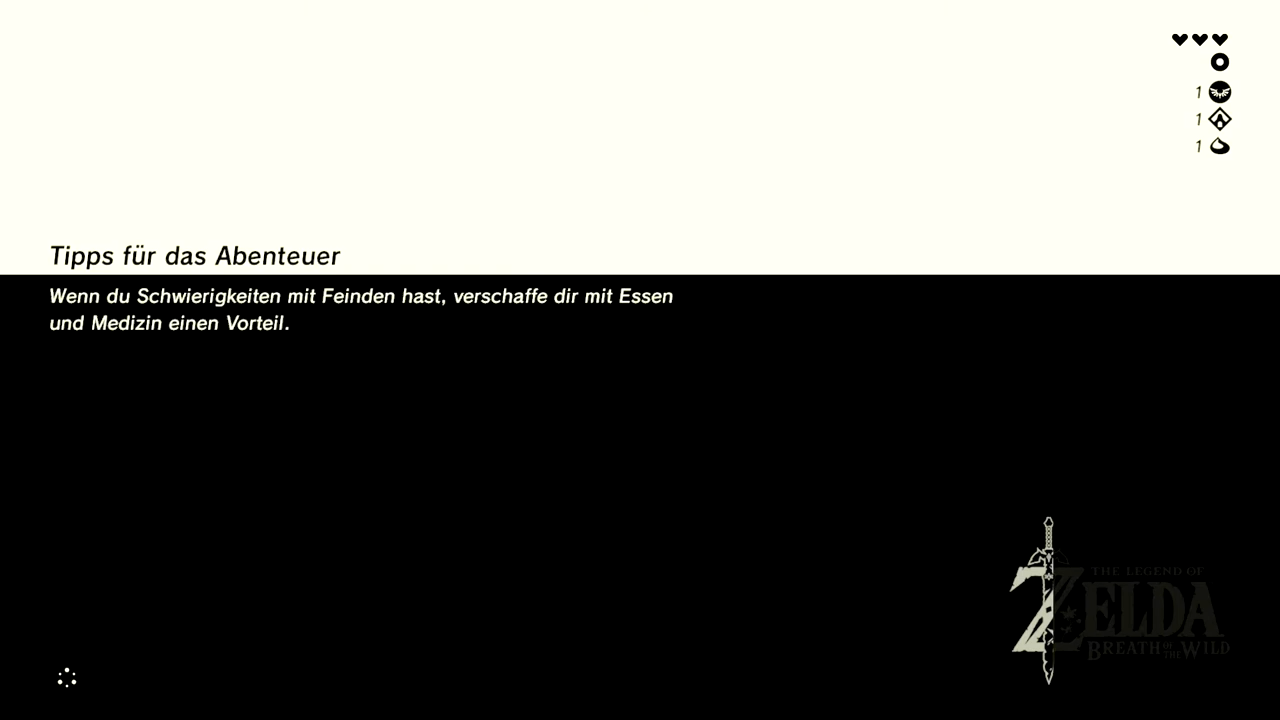 1
1
1
Tipps für das Abenteuer
Wenn du Schwierigkeiten mit Feinden hast, verschaffe dir mit Essen
und Medizin einen Vorteil.
THE LEGEND OF
ZELDA
BREATH OF THE WILD